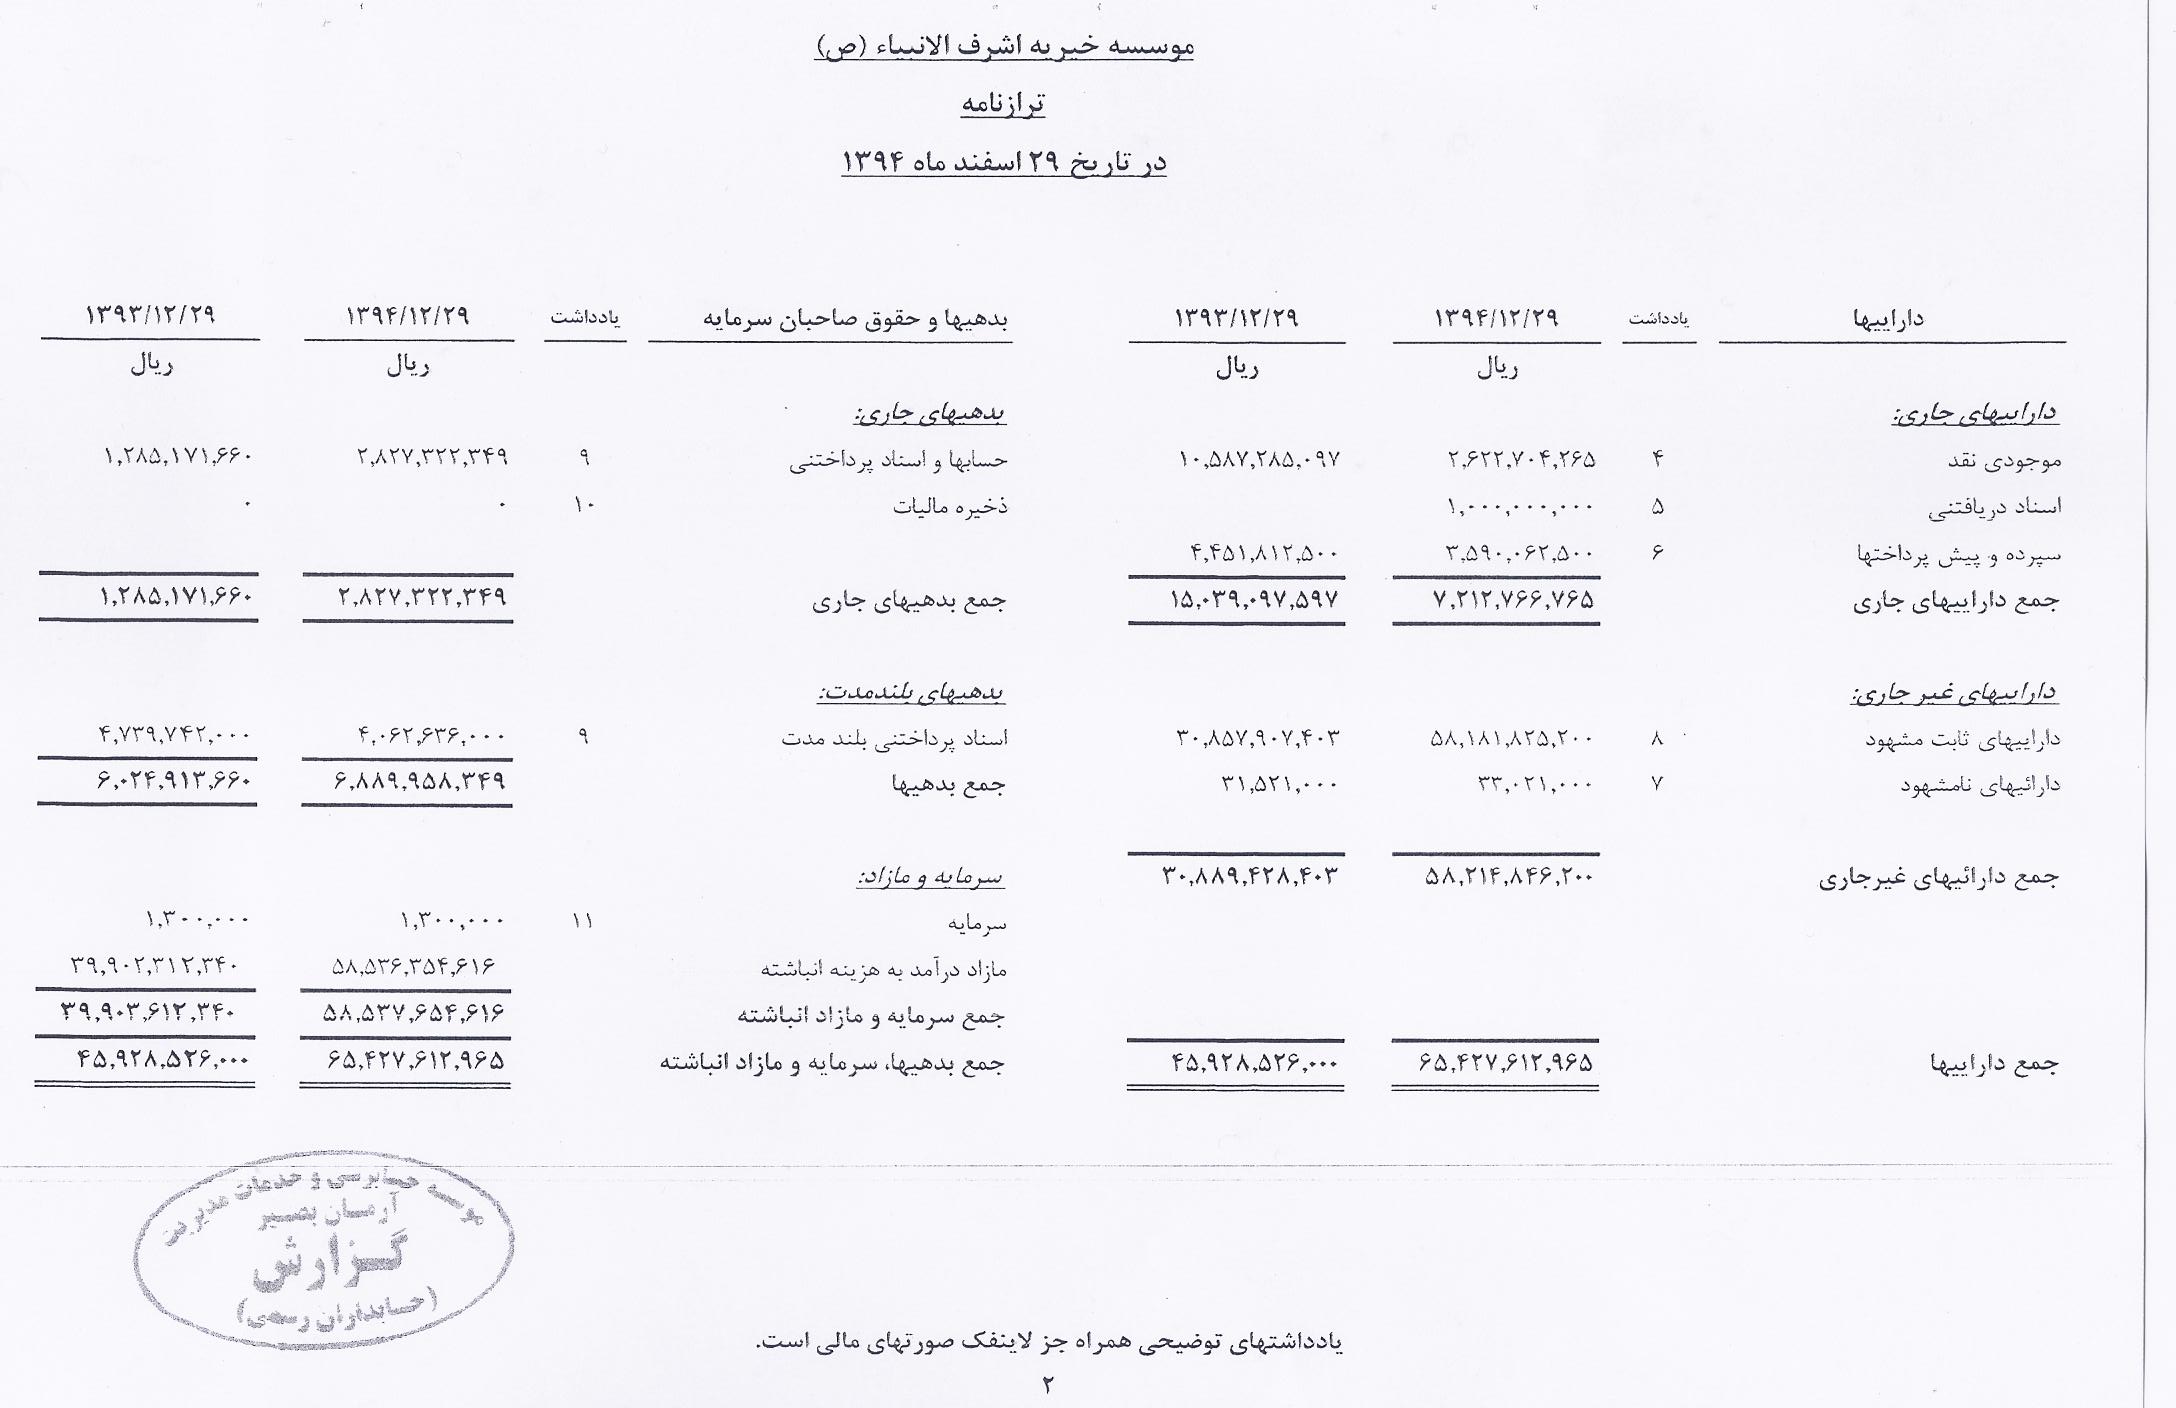 موسسه خیریه اشرف الانبیاء (ص)
ترازنامه
در تاریخ ۲۹ اسفند ماه ۱۳۹۴
داراییها یادداشت ۱۳۹۴/۱۲/۲۹ ۱۳۹۳/۱۲/۲۹ بدهیها و حقوق صاحبان سرمایه یادداشت ۱۳۹۴/۱۲/۲۹ ۱۳۹۳/۱۲/۲۹
ریال ریال ریال ریال
داراییهای جاری: بدهیهای جاری:
موجودی نقد ۴ ۲,۶۲۲,۷۰۴,۲۶۵ ۱۰,۵۸۷,۲۸۵,۰۹۷ حسابها و اسناد پرداختنی ۹ ۲,۸۲۷,۳۲۲,۳۴۹ ۱,۲۸۵,۱۷۱,۶۶۰
اسناد دریافتنی ۵ ۱,۰۰۰,۰۰۰,۰۰۰ ذخیره مالیات ۱۰ ۰ ۰
سپرده و پیش پرداختها ۶ ۳,۵۹۰,۰۶۲,۵۰۰ ۴,۴۵۱,۸۱۲,۵۰۰
جمع داراییهای جاری ۷,۲۱۲,۷۶۶,۷۶۵ ۱۵,۰۳۹,۰۹۷,۵۹۷ جمع بدهیهای جاری ۲,۸۲۷,۳۲۲,۳۴۹ ۱,۲۸۵,۱۷۱,۶۶۰
داراییهای غیر جاری: بدهیهای بلندمدت:
داراییهای ثابت مشهود ۸ ۵۸,۱۸۱,۸۲۵,۲۰۰ ۳۰,۸۵۷,۹۰۷,۴۰۳ اسناد پرداختنی بلند مدت ۹ ۴,۰۶۲,۶۳۶,۰۰۰ ۴,۷۳۹,۷۴۲,۰۰۰
دارائیهای نامشهود ۷ ۳۳,۰۲۱,۰۰۰ ۳۱,۵۲۱,۰۰۰ جمع بدهیها ۶,۸۸۹,۹۵۸,۳۴۹ ۶,۰۲۴,۹۱۳,۶۶۰
جمع دارائیهای غیرجاری ۵۸,۲۱۴,۸۴۶,۲۰۰ ۳۰,۸۸۹,۴۲۸,۴۰۳ سرمایه و مازاد:
سرمایه ۱۱ ۱,۳۰۰,۰۰۰ ۱,۳۰۰,۰۰۰
مازاد درآمد به هزینه انباشته ۵۸,۵۳۶,۳۵۴,۶۱۶ ۳۹,۹۰۲,۳۱۲,۳۴۰
جمع سرمایه و مازاد انباشته ۵۸,۵۳۷,۶۵۴,۶۱۶ ۳۹,۹۰۳,۶۱۲,۳۴۰
جمع داراییها ۶۵,۴۲۷,۶۱۲,۹۶۵ ۴۵,۹۲۸,۵۲۶,۰۰۰ جمع بدهیها، سرمایه و مازاد انباشته ۶۵,۴۲۷,۶۱۲,۹۶۵ ۴۵,۹۲۸,۵۲۶,۰۰۰
موسسه حسابرسی و خدمات مدیریت
آرمان بصیر
گزارش
(حسابداران رسمی)
یادداشتهای توضیحی همراه جز لاینفک صورتهای مالی است.
۲